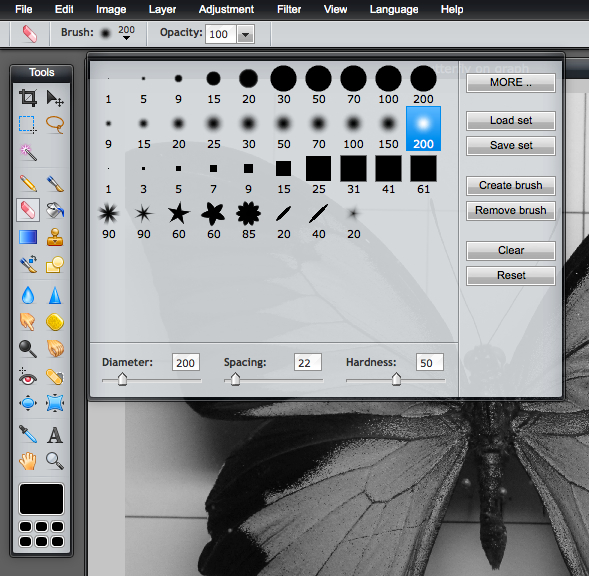 File Edit Image Layer Adjustment Filter View Language Help
Brush: 200 Opacity: 100
Tools
1 5 9 15 20 30 50 70 100 200
9 15 20 25 30 50 70 100 150 200
1 3 5 7 9 15 25 31 41 61
90 90 60 60 85 20 40 20
MORE ..
Load set
Save set
Create brush
Remove brush
Clear
Reset
Diameter: 200 Spacing: 22 Hardness: 50
A